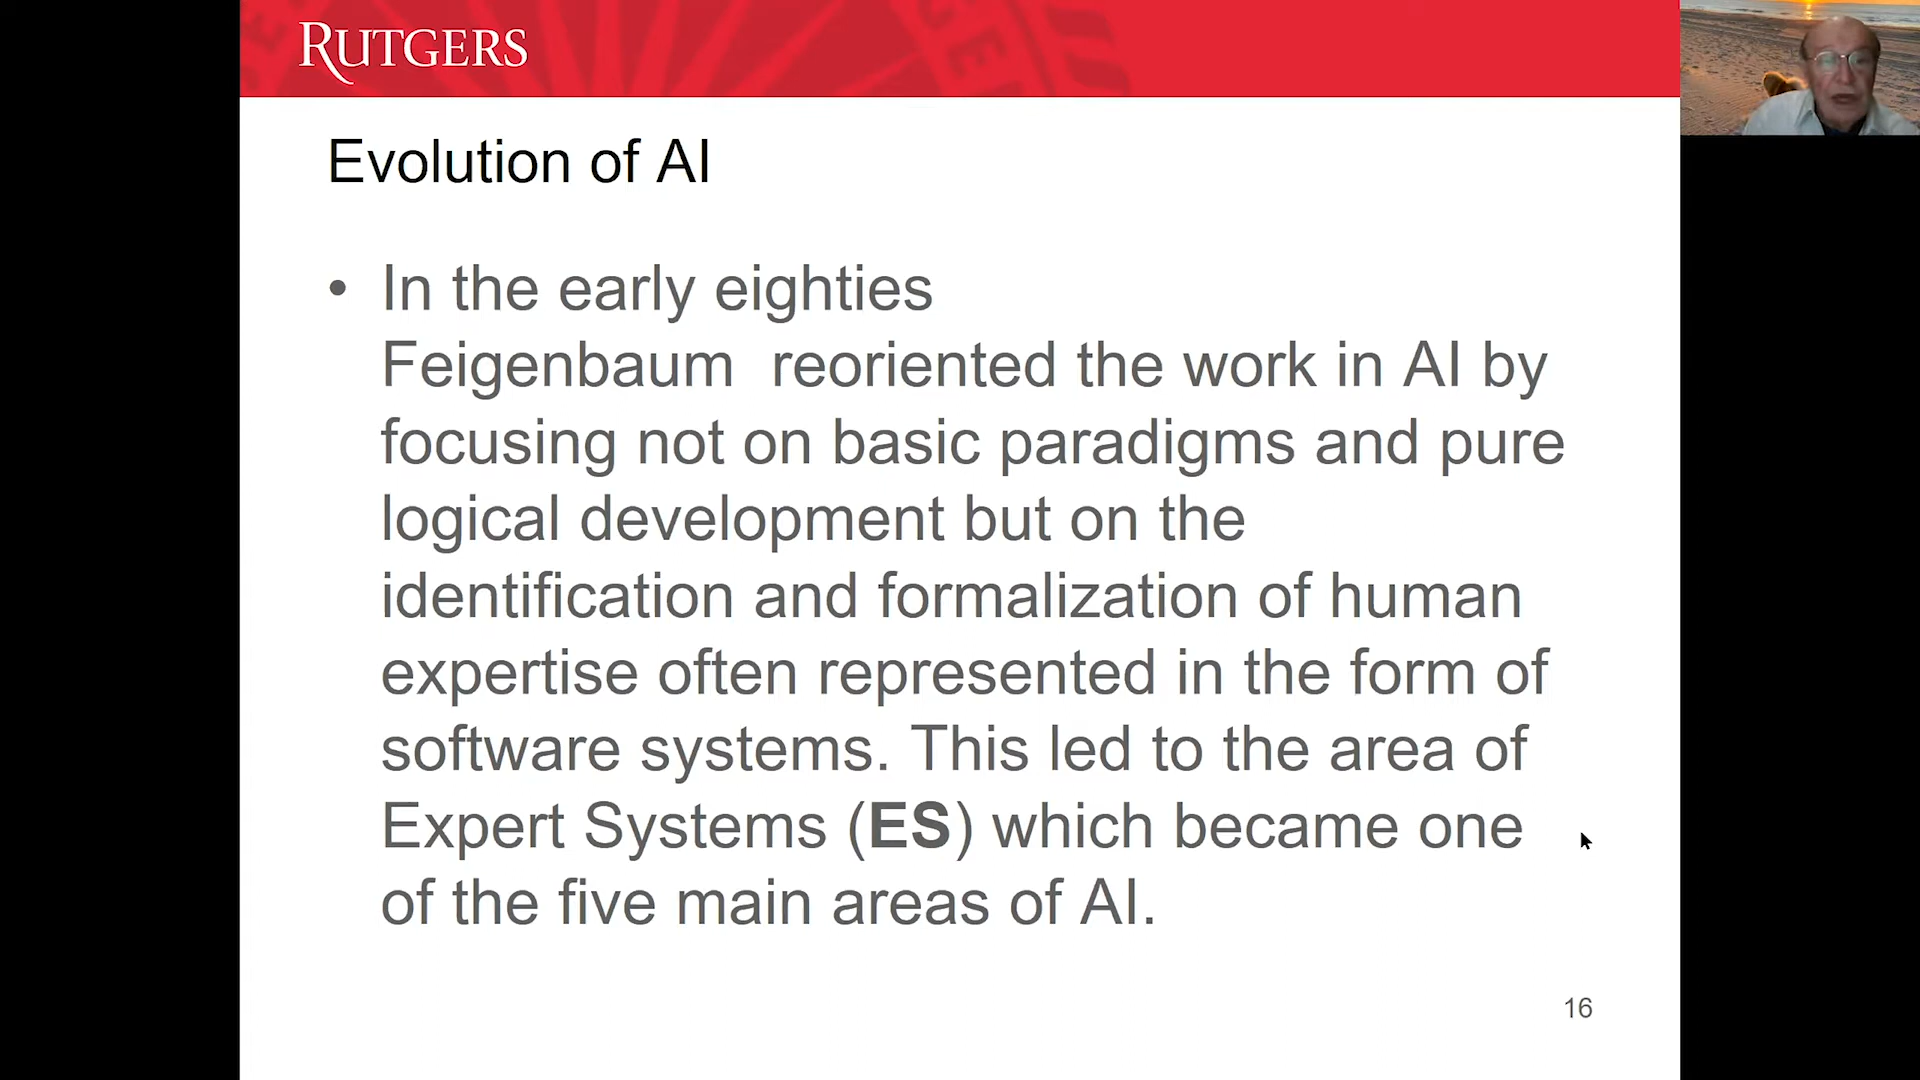 RUTGERS
Evolution of AI
• In the early eighties
Feigenbaum  reoriented the work in AI by
focusing not on basic paradigms and pure
logical development but on the
identification and formalization of human
expertise often represented in the form of
software systems. This led to the area of
Expert Systems (ES) which became one
of the five main areas of AI.
16